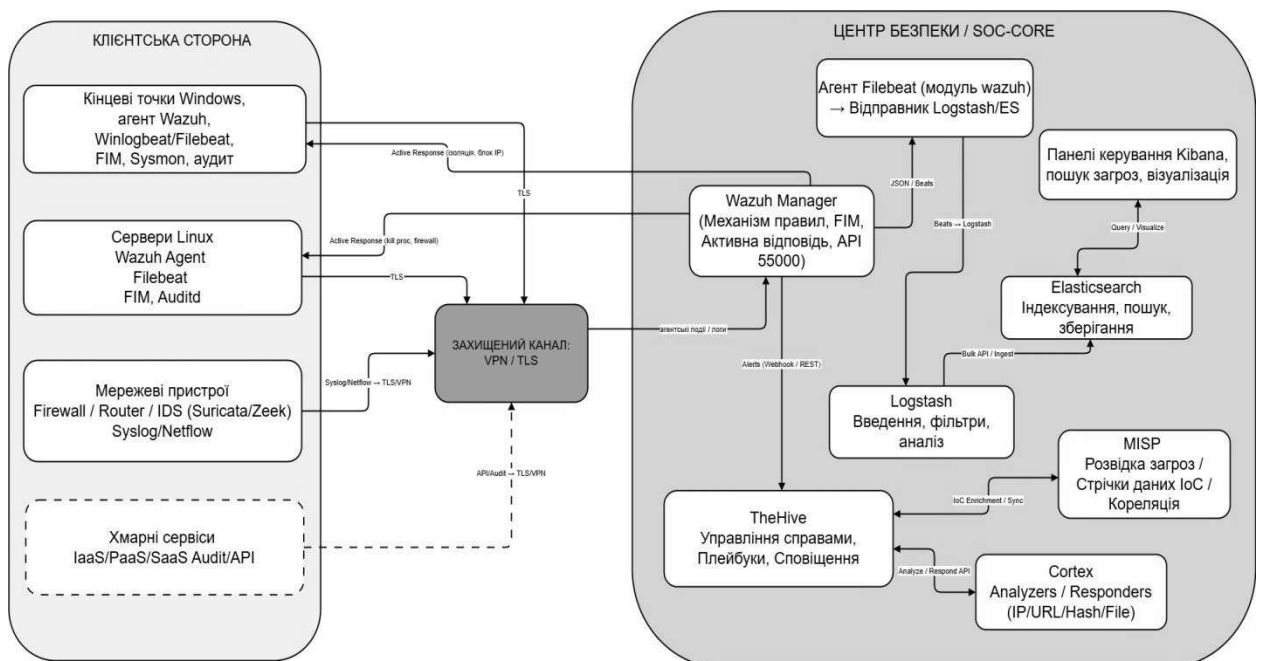 КЛІЄНТСЬКА СТОРОНА
Кінцеві точки Windows,
агент Wazuh,
Winlogbeat/Filebeat,
FIM, Sysmon, аудит
Сервери Linux
Wazuh Agent
Filebeat
FIM, Auditd
Мережеві пристрої
Firewall / Router / IDS (Suricata/Zeek)
Syslog/Netflow
Хмарні сервіси
IaaS/PaaS/SaaS Audit/API
Active Response (ізоляція, блок IP)
TLS
Active Response (kill proc, firewall)
TLS
Syslog/Netflow → TLS/VPN
API/Audit → TLS/VPN
ЗАХИЩЕНИЙ КАНАЛ:
VPN / TLS
агентські події / логи
ЦЕНТР БЕЗПЕКИ / SOC-CORE
Агент Filebeat (модуль wazuh)
→ Відправник Logstash/ES
Wazuh Manager
(Механізм правил, FIM,
Активна відповідь, API
55000)
JSON / Beats
Beats → Logstash
Панелі керування Kibana,
пошук загроз, візуалізація
Query / Visualize
Elasticsearch
Індексування, пошук,
зберігання
Bulk API / Ingest
Alerts (Webhook / REST)
Logstash
Введення, фільтри,
аналіз
MISP
Розвідка загроз /
Стрічки даних IoC /
Кореляція
IoC Enrichment / Sync
TheHive
Управління справами,
Плейбуки, Сповіщення
Analyze / Respond API
Cortex
Analyzers / Responders
(IP/URL/Hash/File)